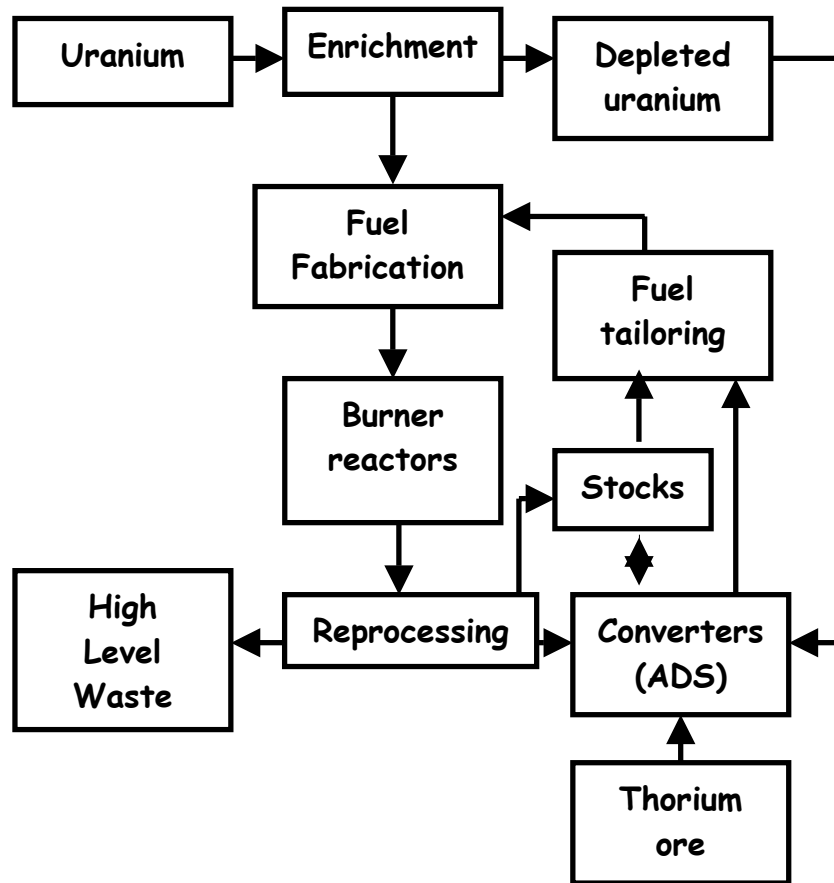 Uranium
Enrichment
Depleted
uranium
Fuel
Fabrication
Fuel
tailoring
Burner
reactors
Stocks
High
Level
Waste
Reprocessing
Converters
(ADS)
Thorium
ore